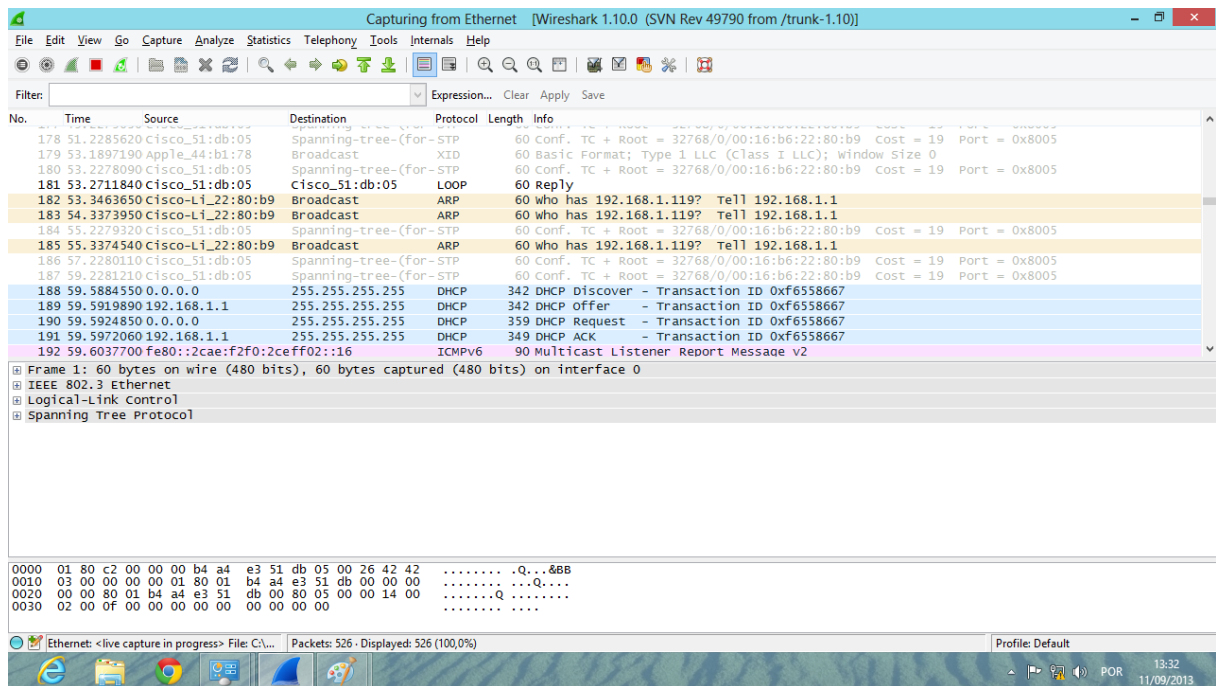 Capturing from Ethernet [Wireshark 1.10.0 (SVN Rev 49790 from /trunk-1.10)]
File Edit View Go Capture Analyze Statistics Telephony Tools Internals Help
Filter: Expression... Clear Apply Save
No. Time Source Destination Protocol Length Info
178 51.2285620 Cisco_51:db:05 Spanning-tree-(for- STP 60 Conf. TC + Root = 32768/0/00:16:b6:22:80:b9 Cost = 19 Port = 0x8005
179 53.1897190 Apple_44:b1:78 Broadcast XID 60 Basic Format; Type 1 LLC (Class I LLC); Window Size 0
180 53.2278090 Cisco_51:db:05 Spanning-tree-(for- STP 60 Conf. TC + Root = 32768/0/00:16:b6:22:80:b9 Cost = 19 Port = 0x8005
181 53.2711840 Cisco_51:db:05 Cisco_51:db:05 LOOP 60 Reply
182 53.3463650 Cisco-Li_22:80:b9 Broadcast ARP 60 Who has 192.168.1.119? Tell 192.168.1.1
183 54.3373950 Cisco-Li_22:80:b9 Broadcast ARP 60 Who has 192.168.1.119? Tell 192.168.1.1
184 55.2279320 Cisco_51:db:05 Spanning-tree-(for- STP 60 Conf. TC + Root = 32768/0/00:16:b6:22:80:b9 Cost = 19 Port = 0x8005
185 55.3374540 Cisco-Li_22:80:b9 Broadcast ARP 60 Who has 192.168.1.119? Tell 192.168.1.1
186 57.2280110 Cisco_51:db:05 Spanning-tree-(for- STP 60 Conf. TC + Root = 32768/0/00:16:b6:22:80:b9 Cost = 19 Port = 0x8005
187 59.2281210 Cisco_51:db:05 Spanning-tree-(for- STP 60 Conf. TC + Root = 32768/0/00:16:b6:22:80:b9 Cost = 19 Port = 0x8005
188 59.5884550 0.0.0.0 255.255.255.255 DHCP 342 DHCP Discover - Transaction ID 0xf6558667
189 59.5919890 192.168.1.1 255.255.255.255 DHCP 342 DHCP Offer - Transaction ID 0xf6558667
190 59.5924850 0.0.0.0 255.255.255.255 DHCP 359 DHCP Request - Transaction ID 0xf6558667
191 59.5972060 192.168.1.1 255.255.255.255 DHCP 349 DHCP ACK - Transaction ID 0xf6558667
192 59.6037700 fe80::2cae:f2f0:2ce ff02::16 ICMPv6 90 Multicast Listener Report Message v2
Frame 1: 60 bytes on wire (480 bits), 60 bytes captured (480 bits) on interface 0
IEEE 802.3 Ethernet
Logical-Link Control
Spanning Tree Protocol
0000 01 80 c2 00 00 00 b4 a4 e3 51 db 05 00 26 42 42 ........ .Q...&BB
0010 03 00 00 00 00 01 80 01 b4 a4 e3 51 db 00 00 00 ........ ...Q....
0020 00 00 80 01 b4 a4 e3 51 db 00 80 05 00 00 14 00 .......Q ........
0030 02 00 0f 00 00 00 00 00 00 00 00 00 ........ ....
Ethernet: <live capture in progress> File: C:\... Packets: 526 · Displayed: 526 (100,0%) Profile: Default
POR 13:32
11/09/2013